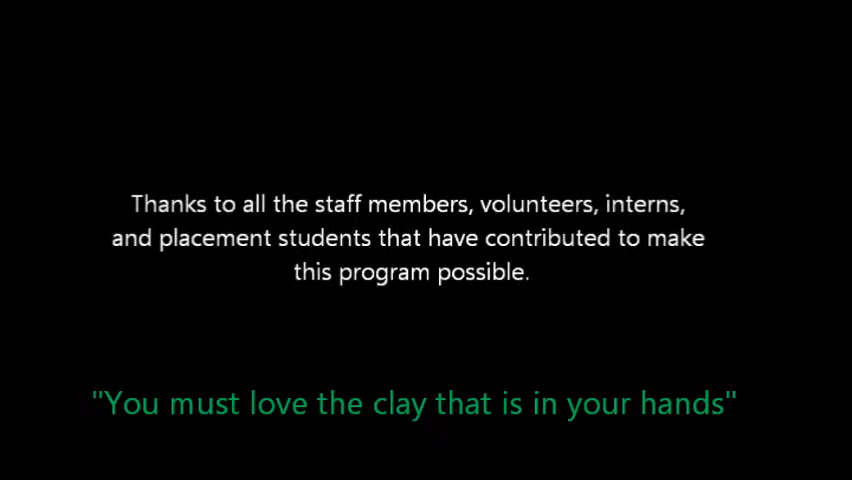 Thanks to all the staff members, volunteers, interns,
and placement students that have contributed to make
this program possible.
"You must love the clay that is in your hands"